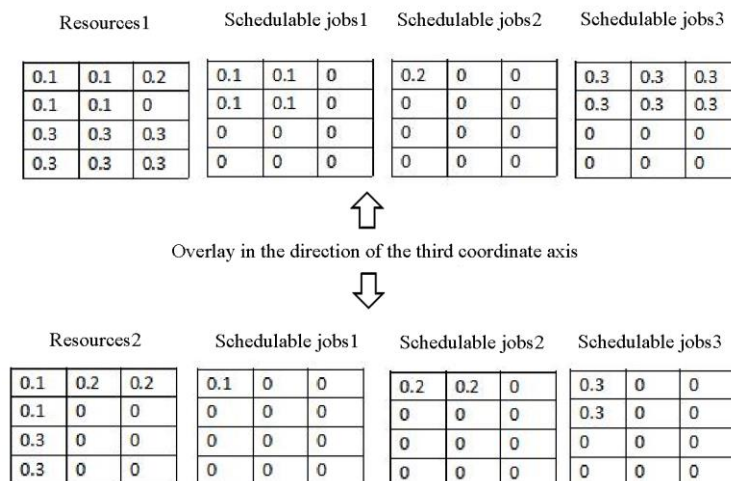 Resources1 Schedulable jobs1 Schedulable jobs2 Schedulable jobs3
0.1 0.1 0.2 0.1 0.1 0 0.2 0 0 0.3 0.3 0.3
0.1 0.1 0 0.1 0.1 0 0 0 0 0.3 0.3 0.3
0.3 0.3 0.3 0 0 0 0 0 0 0 0 0
0.3 0.3 0.3 0 0 0 0 0 0 0 0 0
Overlay in the direction of the third coordinate axis
Resources2 Schedulable jobs1 Schedulable jobs2 Schedulable jobs3
0.1 0.2 0.2 0.1 0 0 0.2 0.2 0 0.3 0 0
0.1 0 0 0 0 0 0 0 0 0.3 0 0
0.3 0 0 0 0 0 0 0 0 0 0 0
0.3 0 0 0 0 0 0 0 0 0 0 0